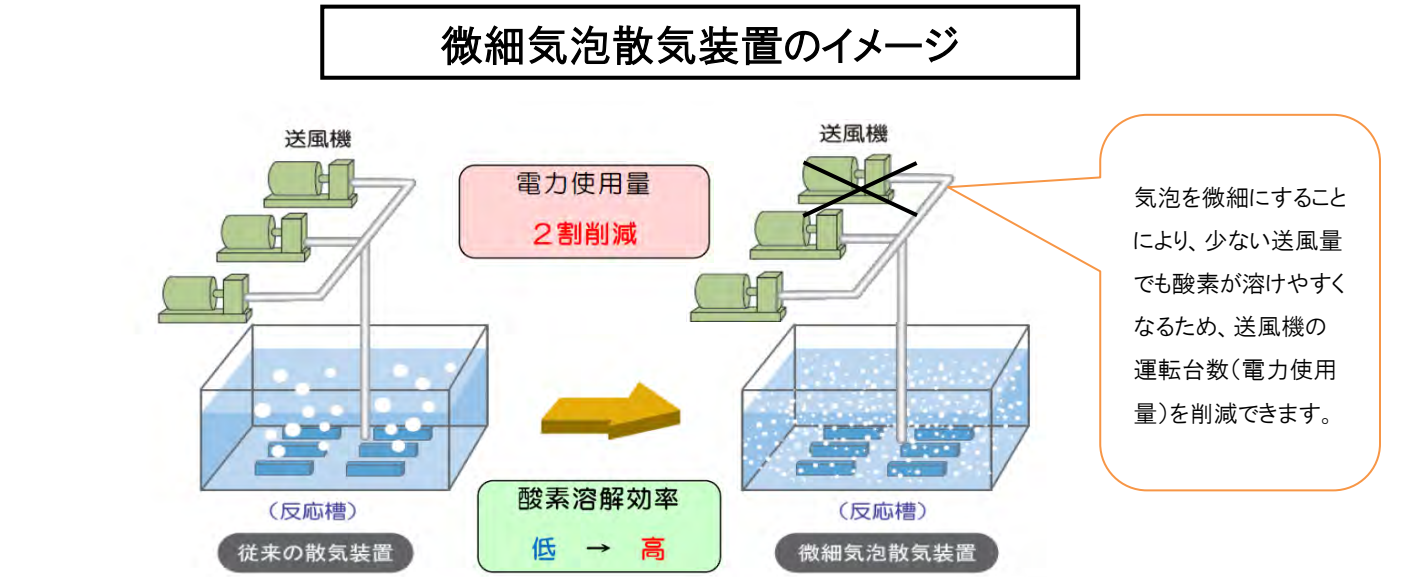 微細気泡散気装置のイメージ
送風機
電力使用量
２割削減
送風機
気泡を微細にすること
により、少ない送風量
でも酸素が溶けやすく
なるため、送風機の
運転台数（電力使用
量）を削減できます。
（反応槽）
従来の散気装置
酸素溶解効率
低 → 高
（反応槽）
微細気泡散気装置